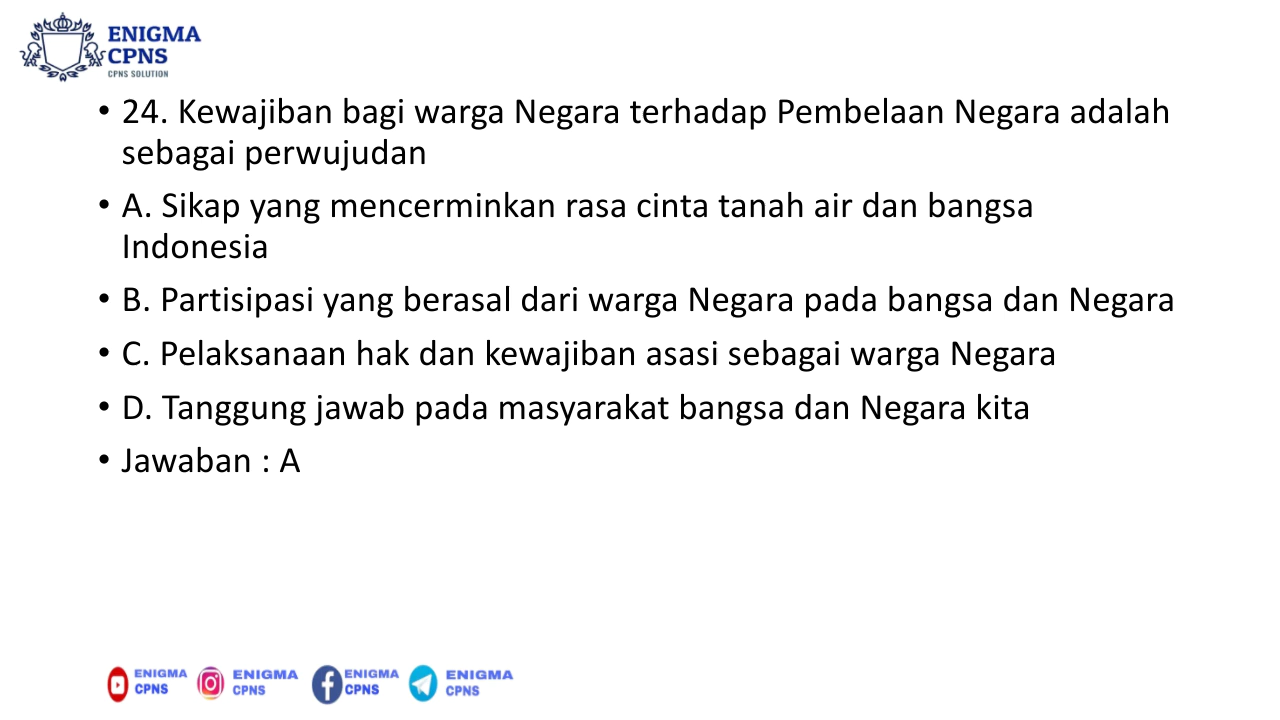 ENIGMA
CPNS
CPNS SOLUTION
• 24. Kewajiban bagi warga Negara terhadap Pembelaan Negara adalah
sebagai perwujudan
• A. Sikap yang mencerminkan rasa cinta tanah air dan bangsa
Indonesia
• B. Partisipasi yang berasal dari warga Negara pada bangsa dan Negara
• C. Pelaksanaan hak dan kewajiban asasi sebagai warga Negara
• D. Tanggung jawab pada masyarakat bangsa dan Negara kita
• Jawaban : A
ENIGMA
CPNS
ENIGMA
CPNS
ENIGMA
CPNS
ENIGMA
CPNS